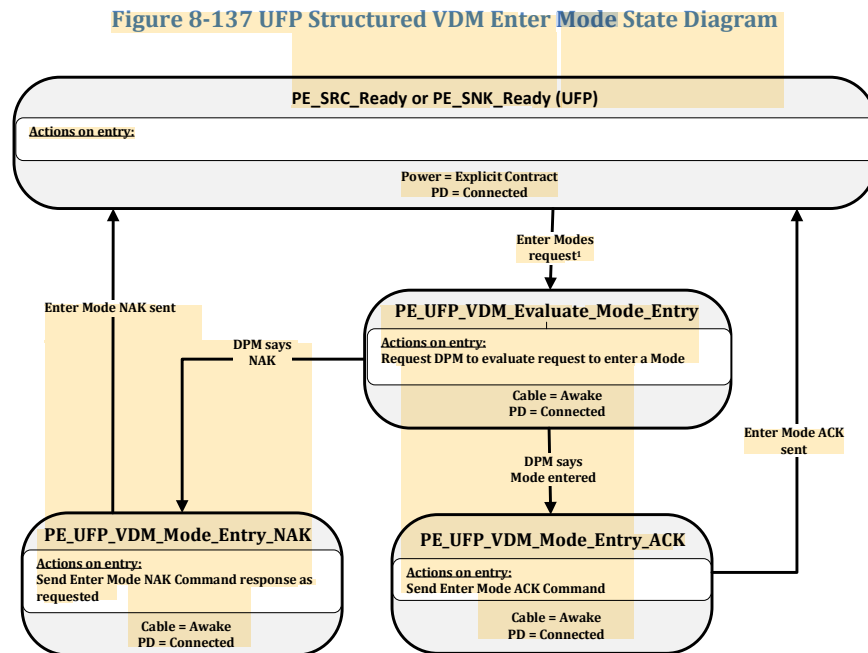 Figure 8-137 UFP Structured VDM Enter Mode State Diagram
PE_SRC_Ready or PE_SNK_Ready (UFP)
Actions on entry:
Power = Explicit Contract
PD = Connected
Enter Modes
request¹
Enter Mode NAK sent
PE_UFP_VDM_Evaluate_Mode_Entry
Actions on entry:
Request DPM to evaluate request to enter a Mode
DPM says
NAK
Cable = Awake
PD = Connected
Enter Mode ACK
sent
DPM says
Mode entered
PE_UFP_VDM_Mode_Entry_NAK
Actions on entry:
Send Enter Mode NAK Command response as
requested
Cable = Awake
PD = Connected
PE_UFP_VDM_Mode_Entry_ACK
Actions on entry:
Send Enter Mode ACK Command
Cable = Awake
PD = Connected